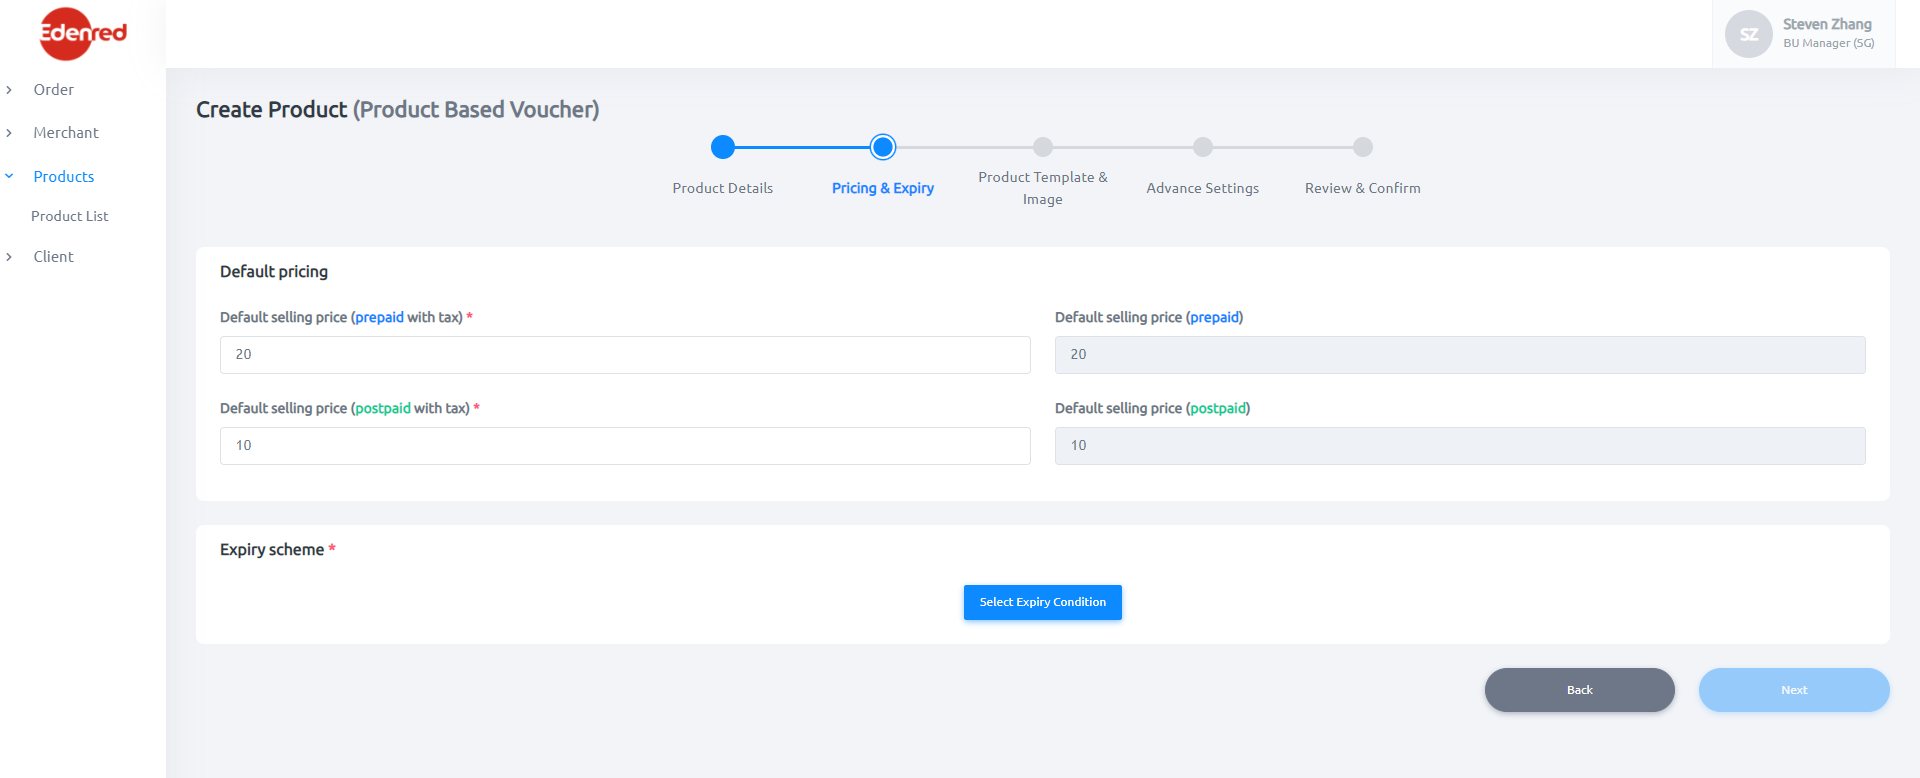 Edenred
SZ
Steven Zhang
BU Manager (SG)
Order
Merchant
Products
Product List
Client
Create Product (Product Based Voucher)
Product Details
Pricing & Expiry
Product Template &
Image
Advance Settings
Review & Confirm
Default pricing
Default selling price (prepaid with tax) *
Default selling price (prepaid)
20
20
Default selling price (postpaid with tax) *
Default selling price (postpaid)
10
10
Expiry scheme *
Select Expiry Condition
Back
Next